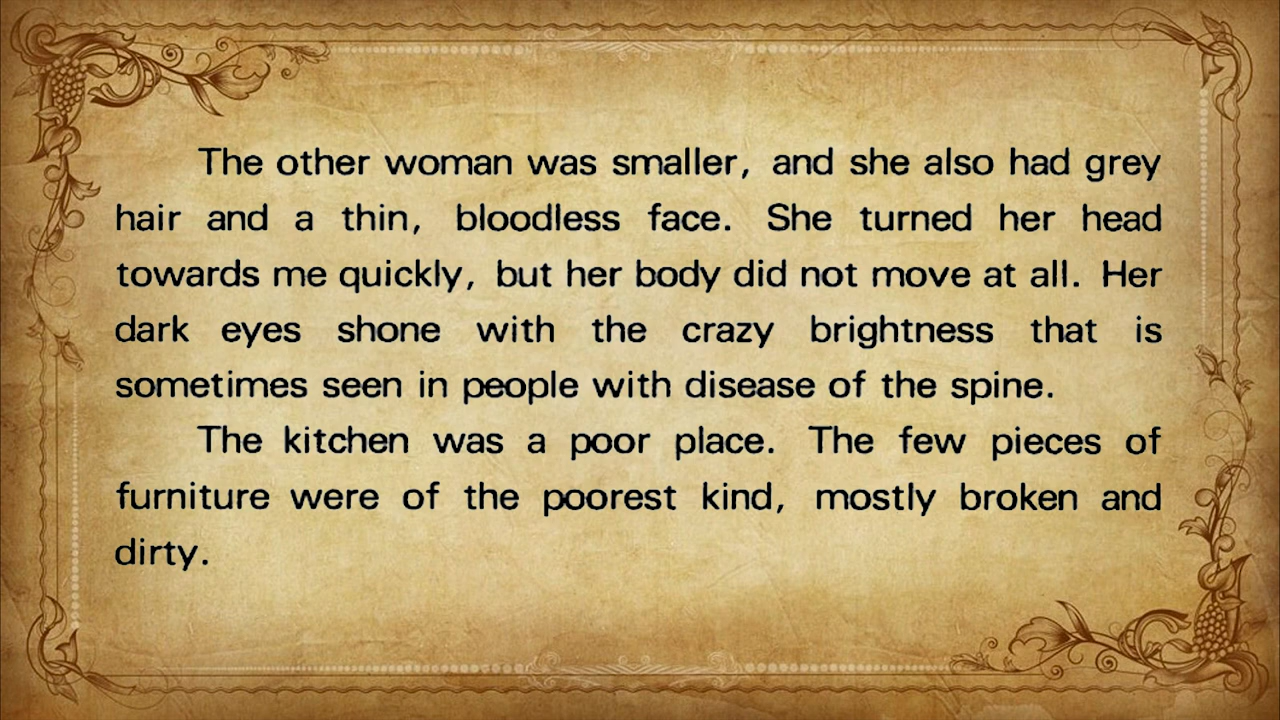 The other woman was smaller, and she also had grey
hair and a thin, bloodless face. She turned her head
towards me quickly, but her body did not move at all. Her
dark eyes shone with the crazy brightness that is
sometimes seen in people with disease of the spine.
The kitchen was a poor place. The few pieces of
furniture were of the poorest kind, mostly broken and
dirty.